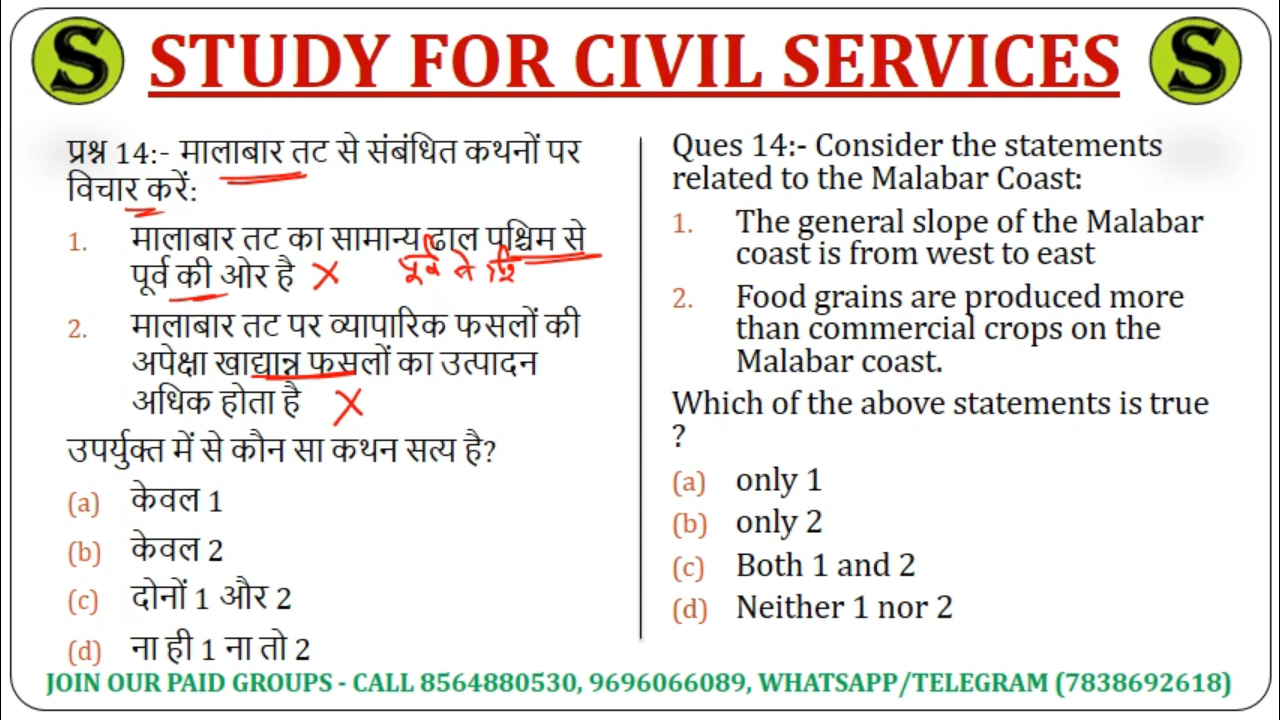 S STUDY FOR CIVIL SERVICES S
प्रश्न 14:- मालाबार तट से संबंधित कथनों पर
विचार करें:
1. मालाबार तट का सामान्य ढाल पश्चिम से
पूर्व की ओर है
पूर्व से
2. मालाबार तट पर व्यापारिक फसलों की
अपेक्षा खाद्यान्न फसलों का उत्पादन
अधिक होता है
उपर्युक्त में से कौन सा कथन सत्य है?
(a) केवल 1
(b) केवल 2
(c) दोनों 1 और 2
(d) ना ही 1 ना तो 2
Ques 14:- Consider the statements
related to the Malabar Coast:
1. The general slope of the Malabar
coast is from west to east
2. Food grains are produced more
than commercial crops on the
Malabar coast.
Which of the above statements is true
?
(a) only 1
(b) only 2
(c) Both 1 and 2
(d) Neither 1 nor 2
JOIN OUR PAID GROUPS - CALL 8564880530, 9696066089, WHATSAPP/TELEGRAM (7838692618)